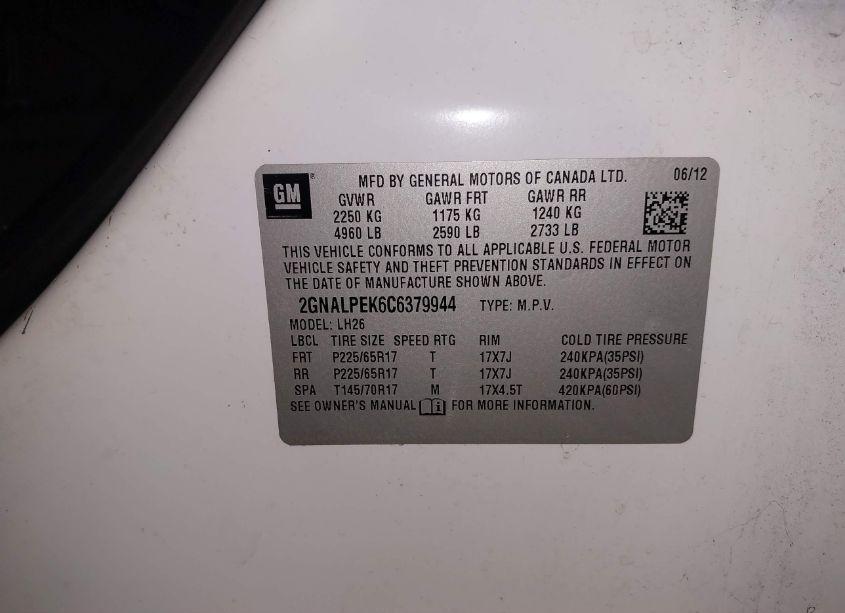 GM ® MFD BY GENERAL MOTORS OF CANADA LTD. 06/12
GVWR GAWR FRT GAWR RR
2250 KG 1175 KG 1240 KG
4960 LB 2590 LB 2733 LB
THIS VEHICLE CONFORMS TO ALL APPLICABLE U.S. FEDERAL MOTOR
VEHICLE SAFETY AND THEFT PREVENTION STANDARDS IN EFFECT ON
THE DATE OF MANUFACTURE SHOWN ABOVE.
2GNALPEK6C6379944 TYPE: M.P.V.
MODEL: LH26
LBCL TIRE SIZE SPEED RTG RIM COLD TIRE PRESSURE
FRT P225/65R17 T 17X7J 240KPA(35PSI)
RR P225/65R17 T 17X7J 240KPA(35PSI)
SPA T145/70R17 M 17X4.5T 420KPA(60PSI)
SEE OWNER'S MANUAL i FOR MORE INFORMATION.